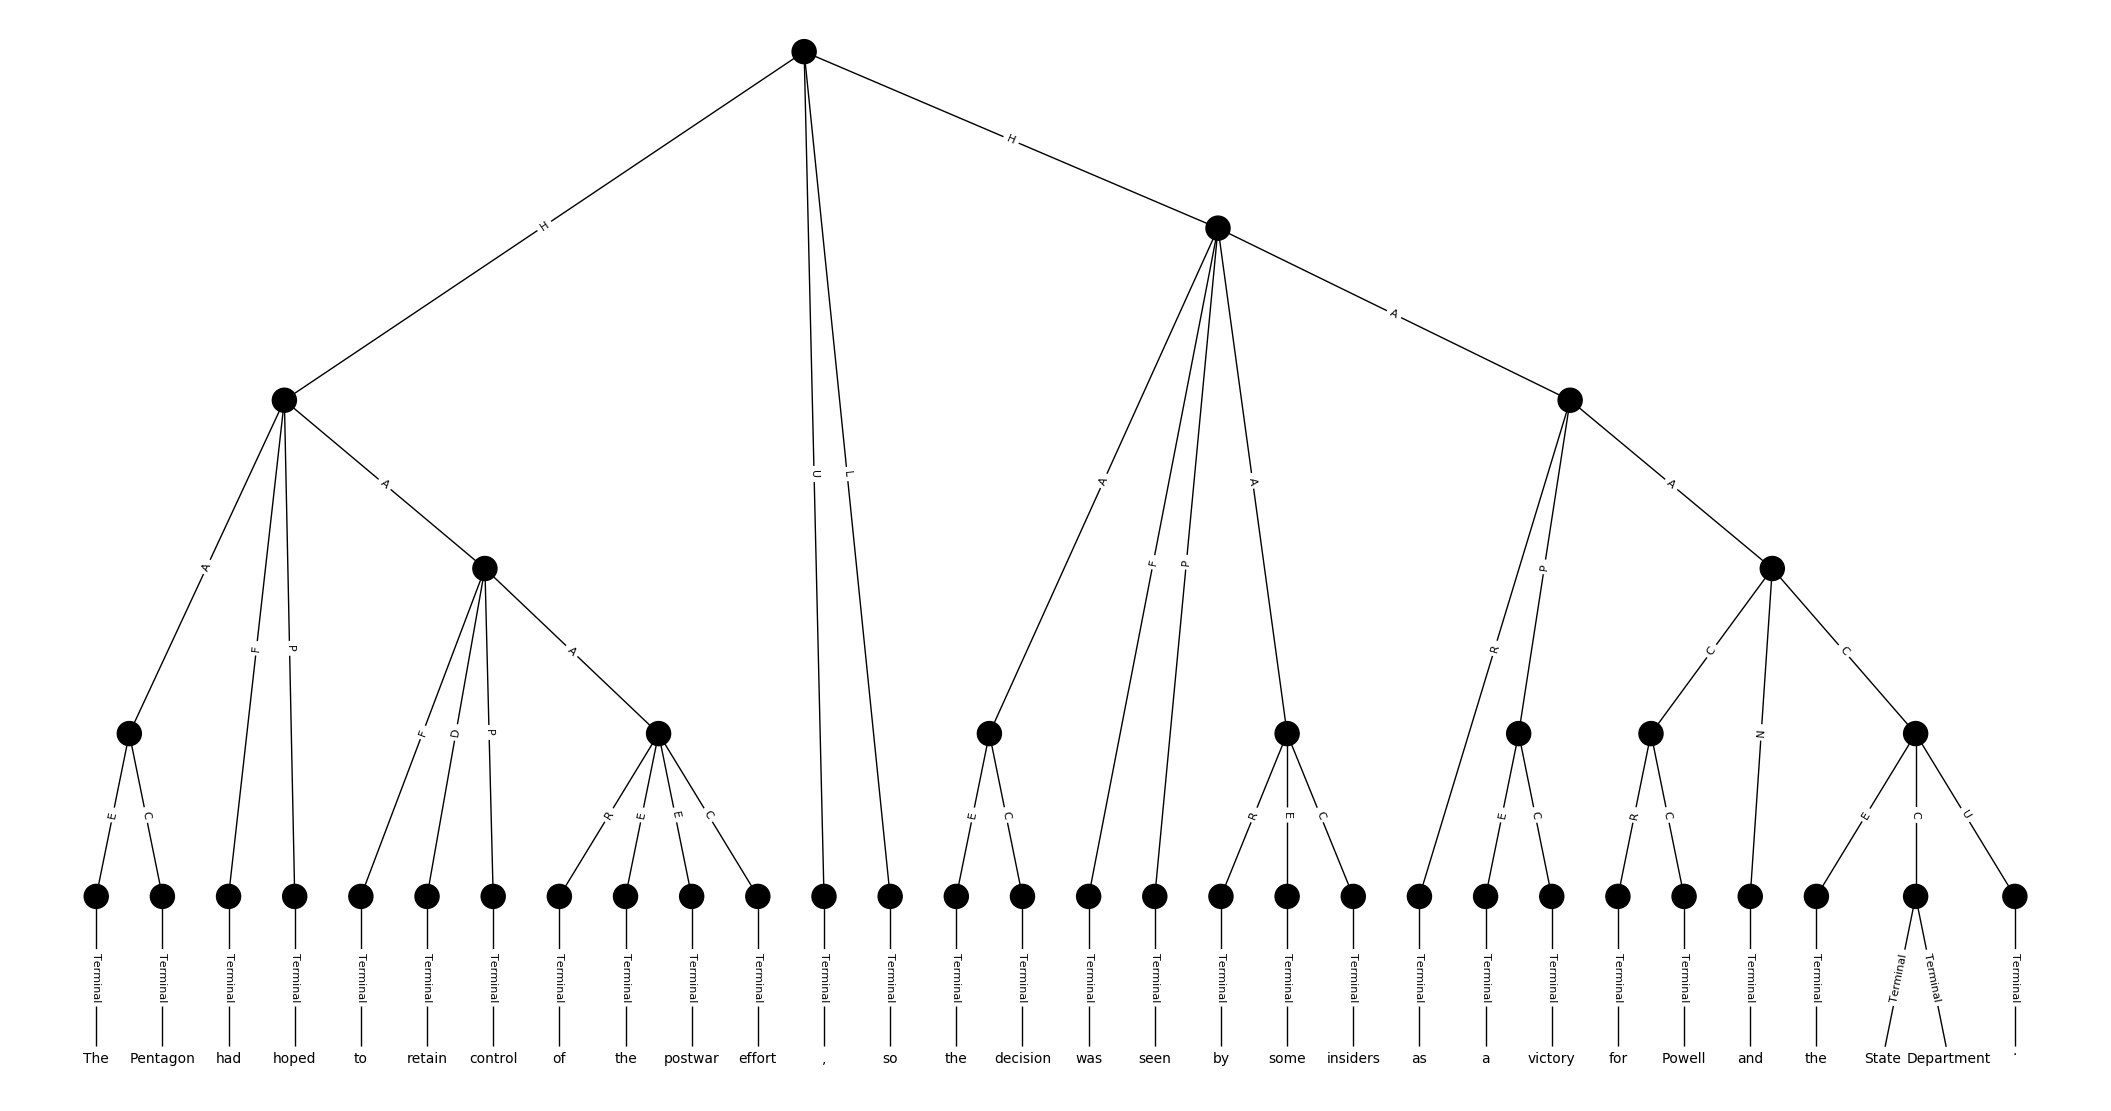 H
H
A
A
A
U
L
A
A
A
F
P
R
P
A
F
P
F
D
P
A
R
N
C
C
E
C
R
E
E
C
E
C
R
E
C
E
C
R
C
E
C
U
Terminal Terminal Terminal Terminal Terminal Terminal Terminal Terminal Terminal Terminal Terminal Terminal Terminal Terminal Terminal Terminal Terminal Terminal Terminal Terminal Terminal Terminal Terminal Terminal Terminal Terminal Terminal Terminal Terminal Terminal
The Pentagon had hoped to retain control of the postwar effort , so the decision was seen by some insiders as a victory for Powell and the State Department .